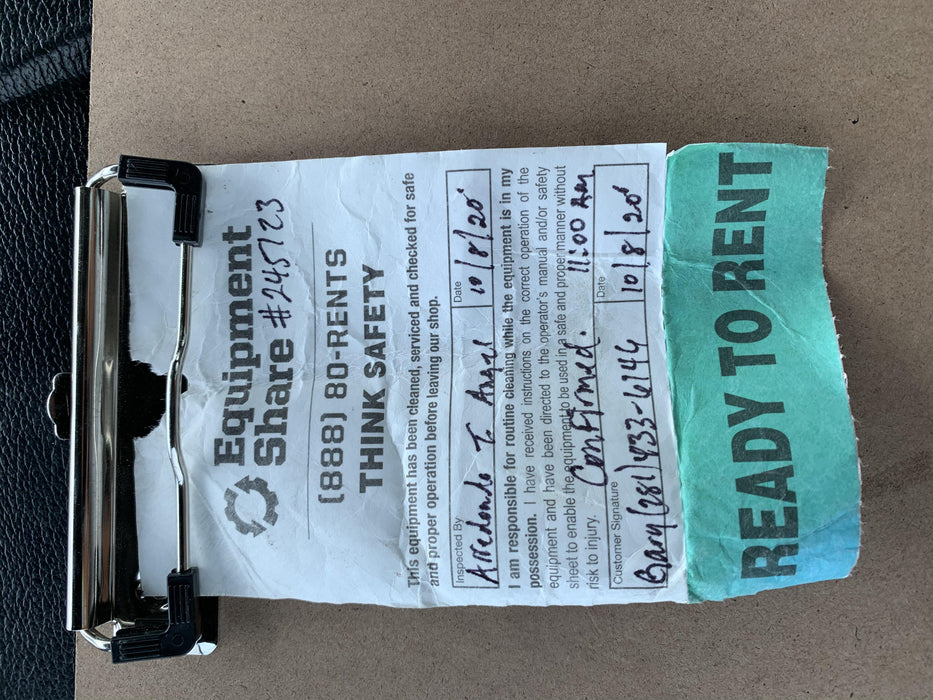 Equipment
Share #245723
(888) 80-RENTS
THINK SAFETY
This equipment has been cleaned, serviced and checked for safe
and proper operation before leaving our shop.
Inspected By
Arredondo T Angel
Date
10/8/20
I am responsible for routine cleaning while the equipment is in my
possession. I have received instructions on the correct operation of the
equipment and have been directed to the operator's manual and/or safety
sheet to enable the equipment to be used in a safe and proper manner without
risk to injury.
Confirmed. 11:00 am
Customer Signature
Gary (281) 433-6144
Date
10/8/20
READY TO RENT